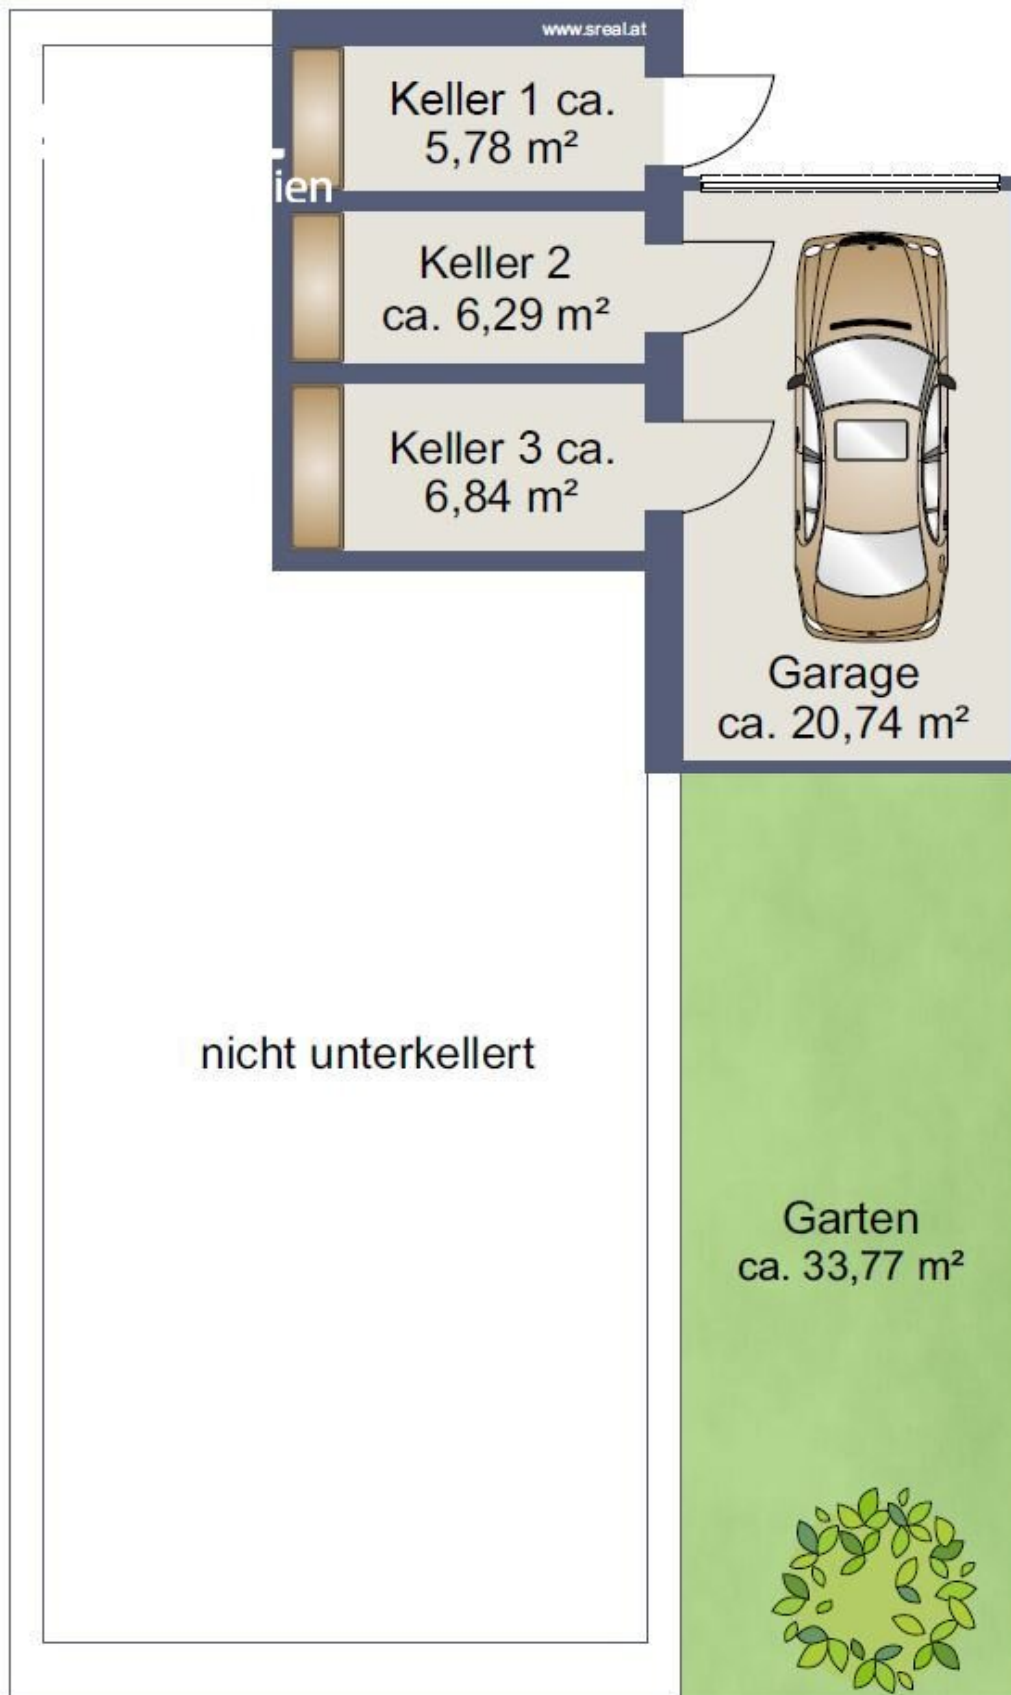 www.sreal.at
Keller 1 ca.
5,78 m²
ien
Keller 2
ca. 6,29 m²
Keller 3 ca.
6,84 m²
Garage
ca. 20,74 m²
nicht unterkellert
Garten
ca. 33,77 m²